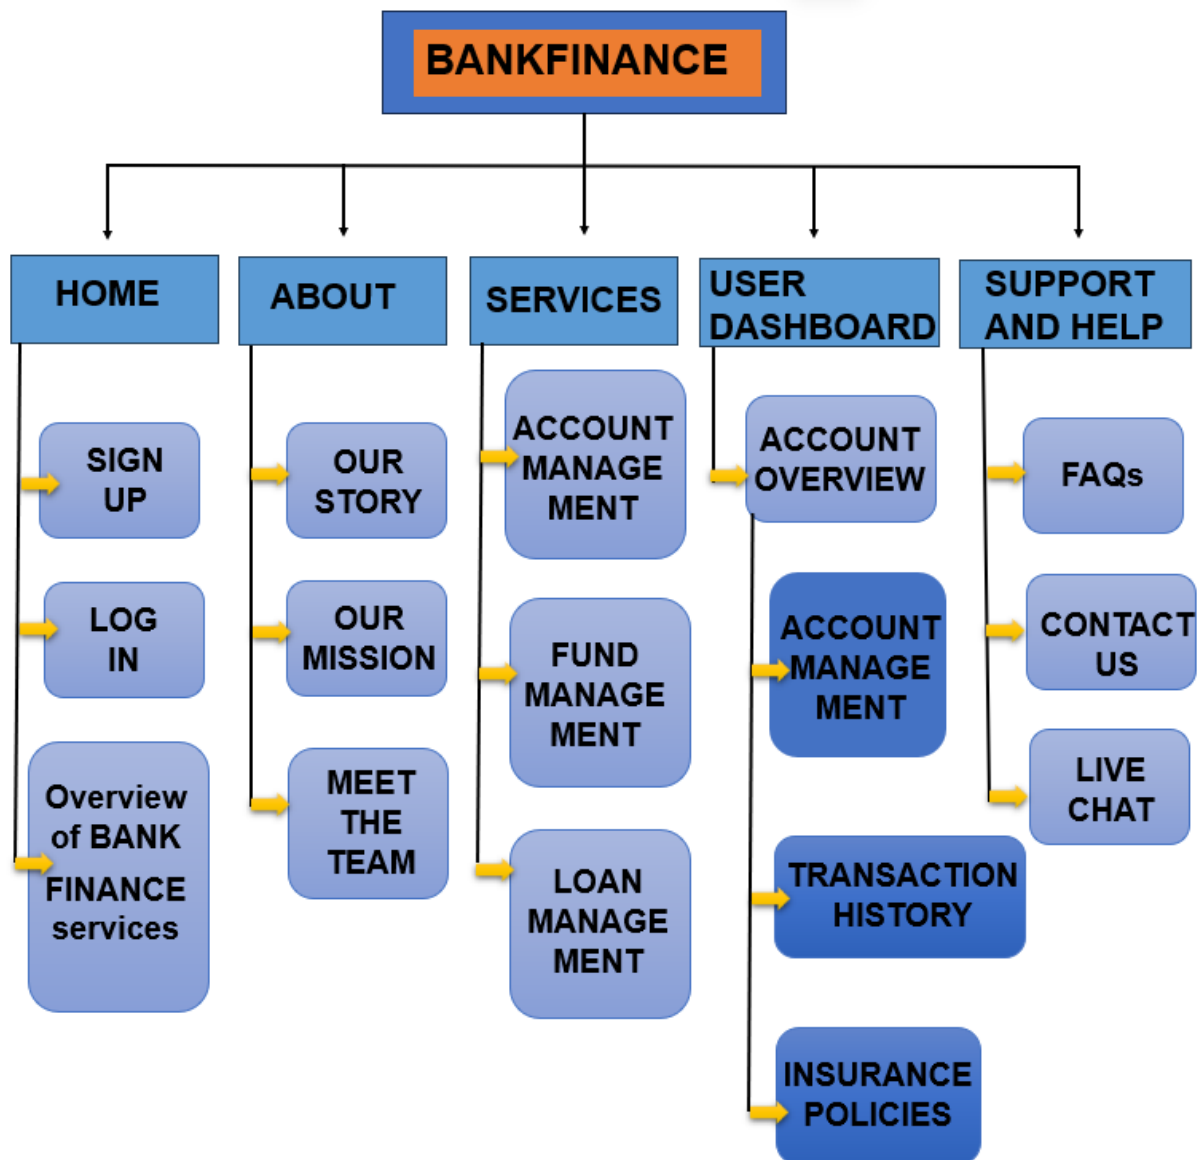 BANKFINANCE
HOME
ABOUT
SERVICES
USER
DASHBOARD
SUPPORT
AND HELP
SIGN
UP
LOG
IN
Overview
of BANK
FINANCE
services
OUR
STORY
OUR
MISSION
MEET
THE
TEAM
ACCOUNT
MANAGE
MENT
FUND
MANAGE
MENT
LOAN
MANAGE
MENT
ACCOUNT
OVERVIEW
ACCOUNT
MANAGE
MENT
TRANSACTION
HISTORY
INSURANCE
POLICIES
FAQs
CONTACT
US
LIVE
CHAT